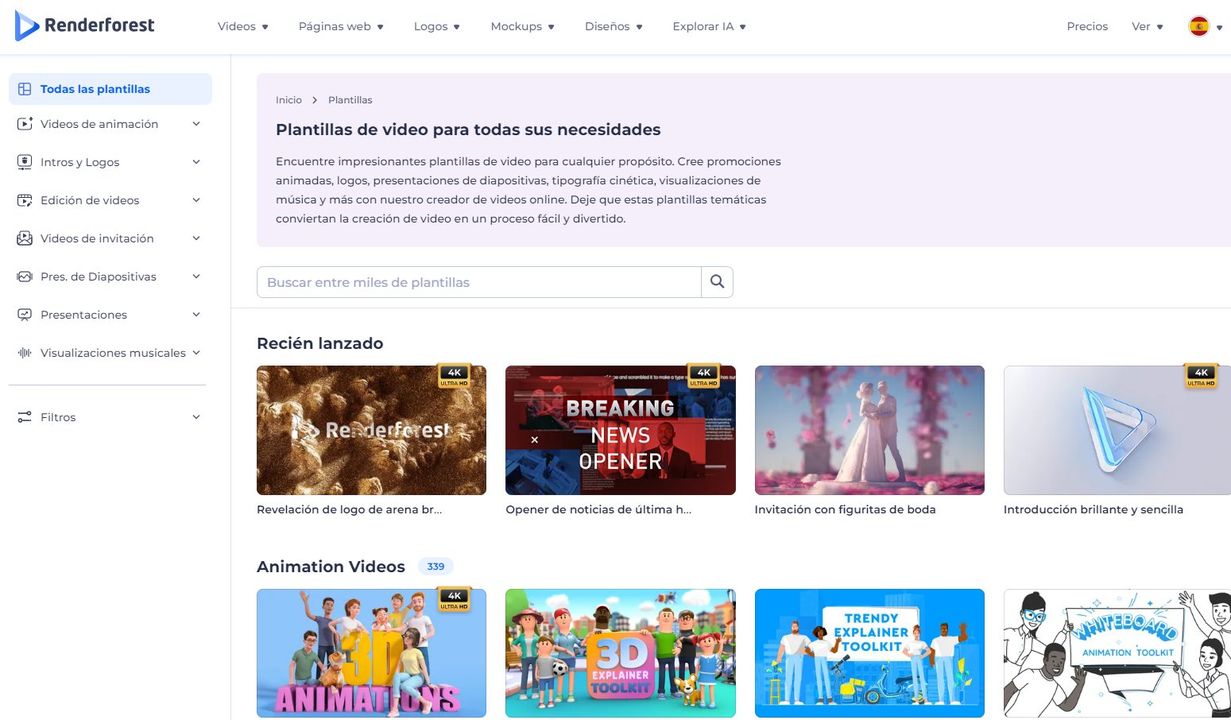 Renderforest
Videos
Páginas web
Logos
Mockups
Diseños
Explorar IA
Precios
Ver
Todas las plantillas
Videos de animación
Intros y Logos
Edición de videos
Videos de invitación
Pres. de Diapositivas
Presentaciones
Visualizaciones musicales
Filtros
Inicio > Plantillas
Plantillas de video para todas sus necesidades
Encuentre impresionantes plantillas de video para cualquier propósito. Cree promociones
animadas, logos, presentaciones de diapositivas, tipografía cinética, visualizaciones de
música y más con nuestro creador de videos online. Deje que estas plantillas temáticas
conviertan la creación de video en un proceso fácil y divertido.
Buscar entre miles de plantillas
Recién lanzado
4K
ULTRA HD
Renderforest
Revelación de logo de arena br...
4K
ULTRA HD
BREAKING
NEWS
OPENER
Opener de noticias de última h...
Invitación con figuritas de boda
4K
ULTRA HD
Introducción brillante y sencilla
Animation Videos 339
4K
ULTRA HD
3D
ANIMATIONS
3D
EXPLAINER
TOOLKIT
TRENDY
EXPLAINER
TOOLKIT
WHITEBOARD
ANIMATION TOOLKIT